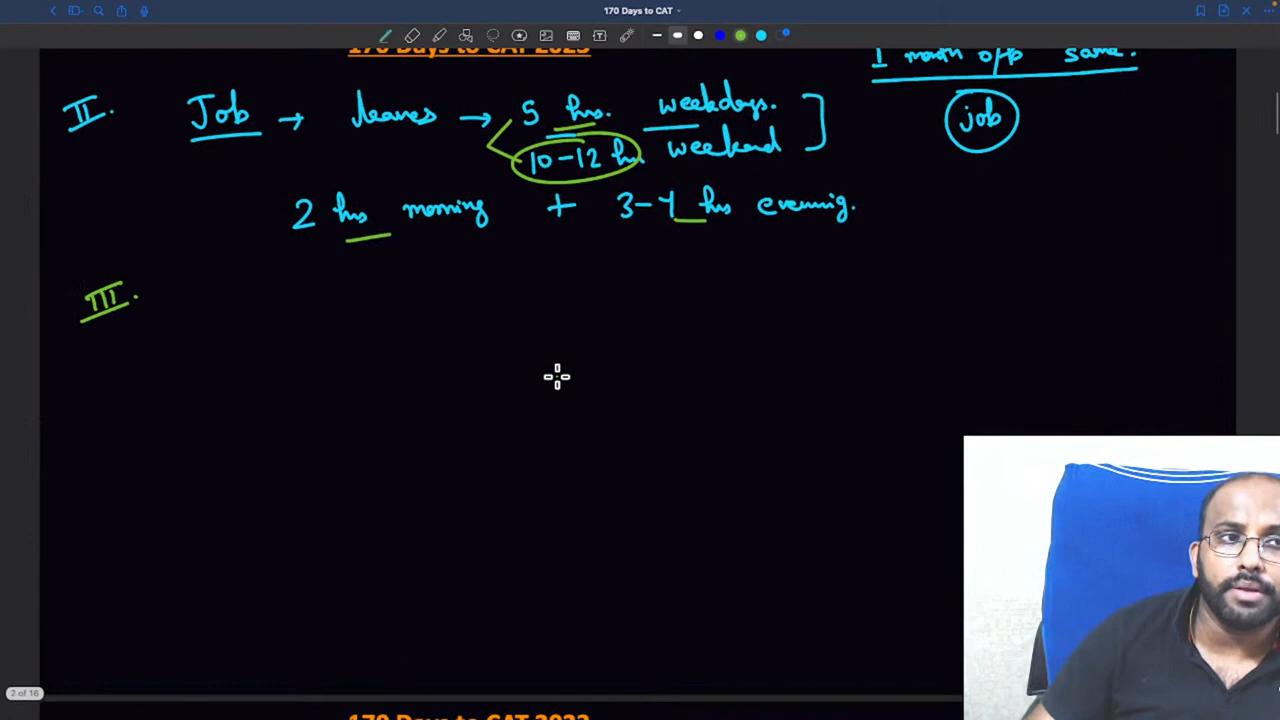 170 Days to CAT
170 Days to CAT 2023
1 month off same.
II. Job → leaves → 5 hrs. weekdays.
10-12 hr weekend
job
2 hrs morning + 3-4 hrs evening.
III.
2 of 16
170 Days to CAT 2023